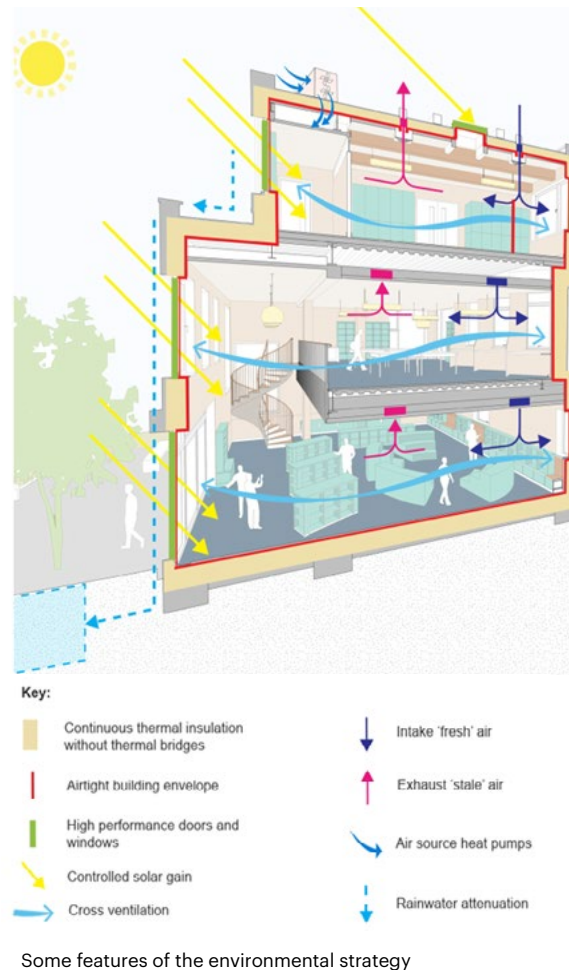 Key:
Continuous thermal insulation
without thermal bridges
Airtight building envelope
High performance doors and
windows
Controlled solar gain
Cross ventilation
Intake 'fresh' air
Exhaust 'stale' air
Air source heat pumps
Rainwater attenuation
Some features of the environmental strategy